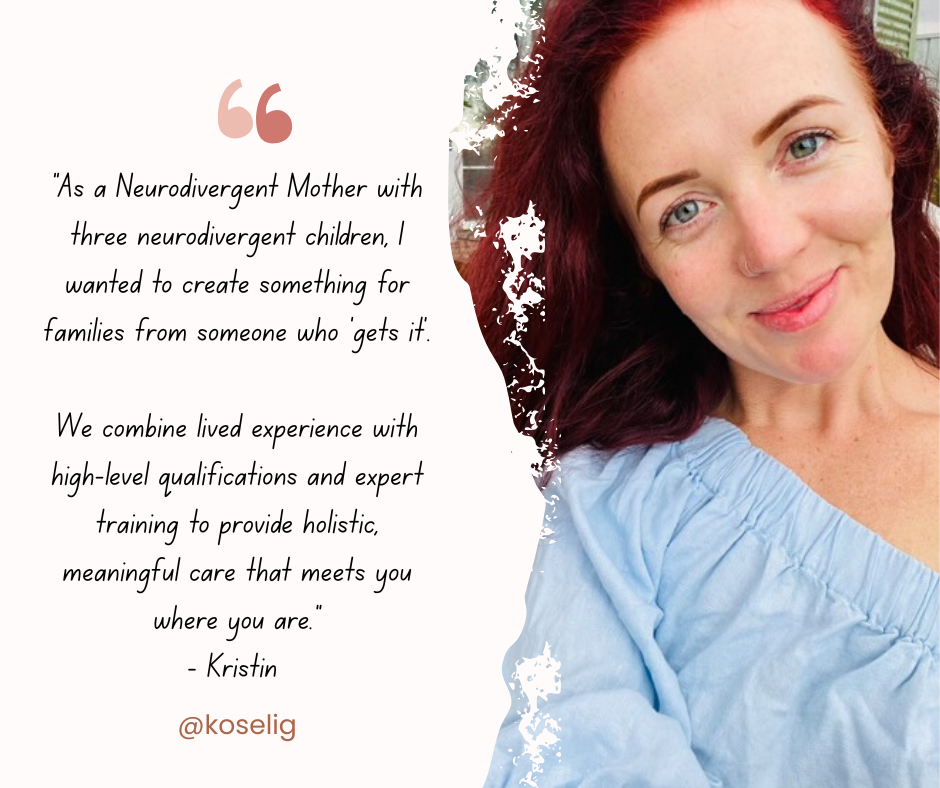 "As a Neurodivergent Mother with
three neurodivergent children, I
wanted to create something for
families from someone who 'gets it'.
We combine lived experience with
high-level qualifications and expert
training to provide holistic,
meaningful care that meets you
where you are."
- Kristin
@koselig